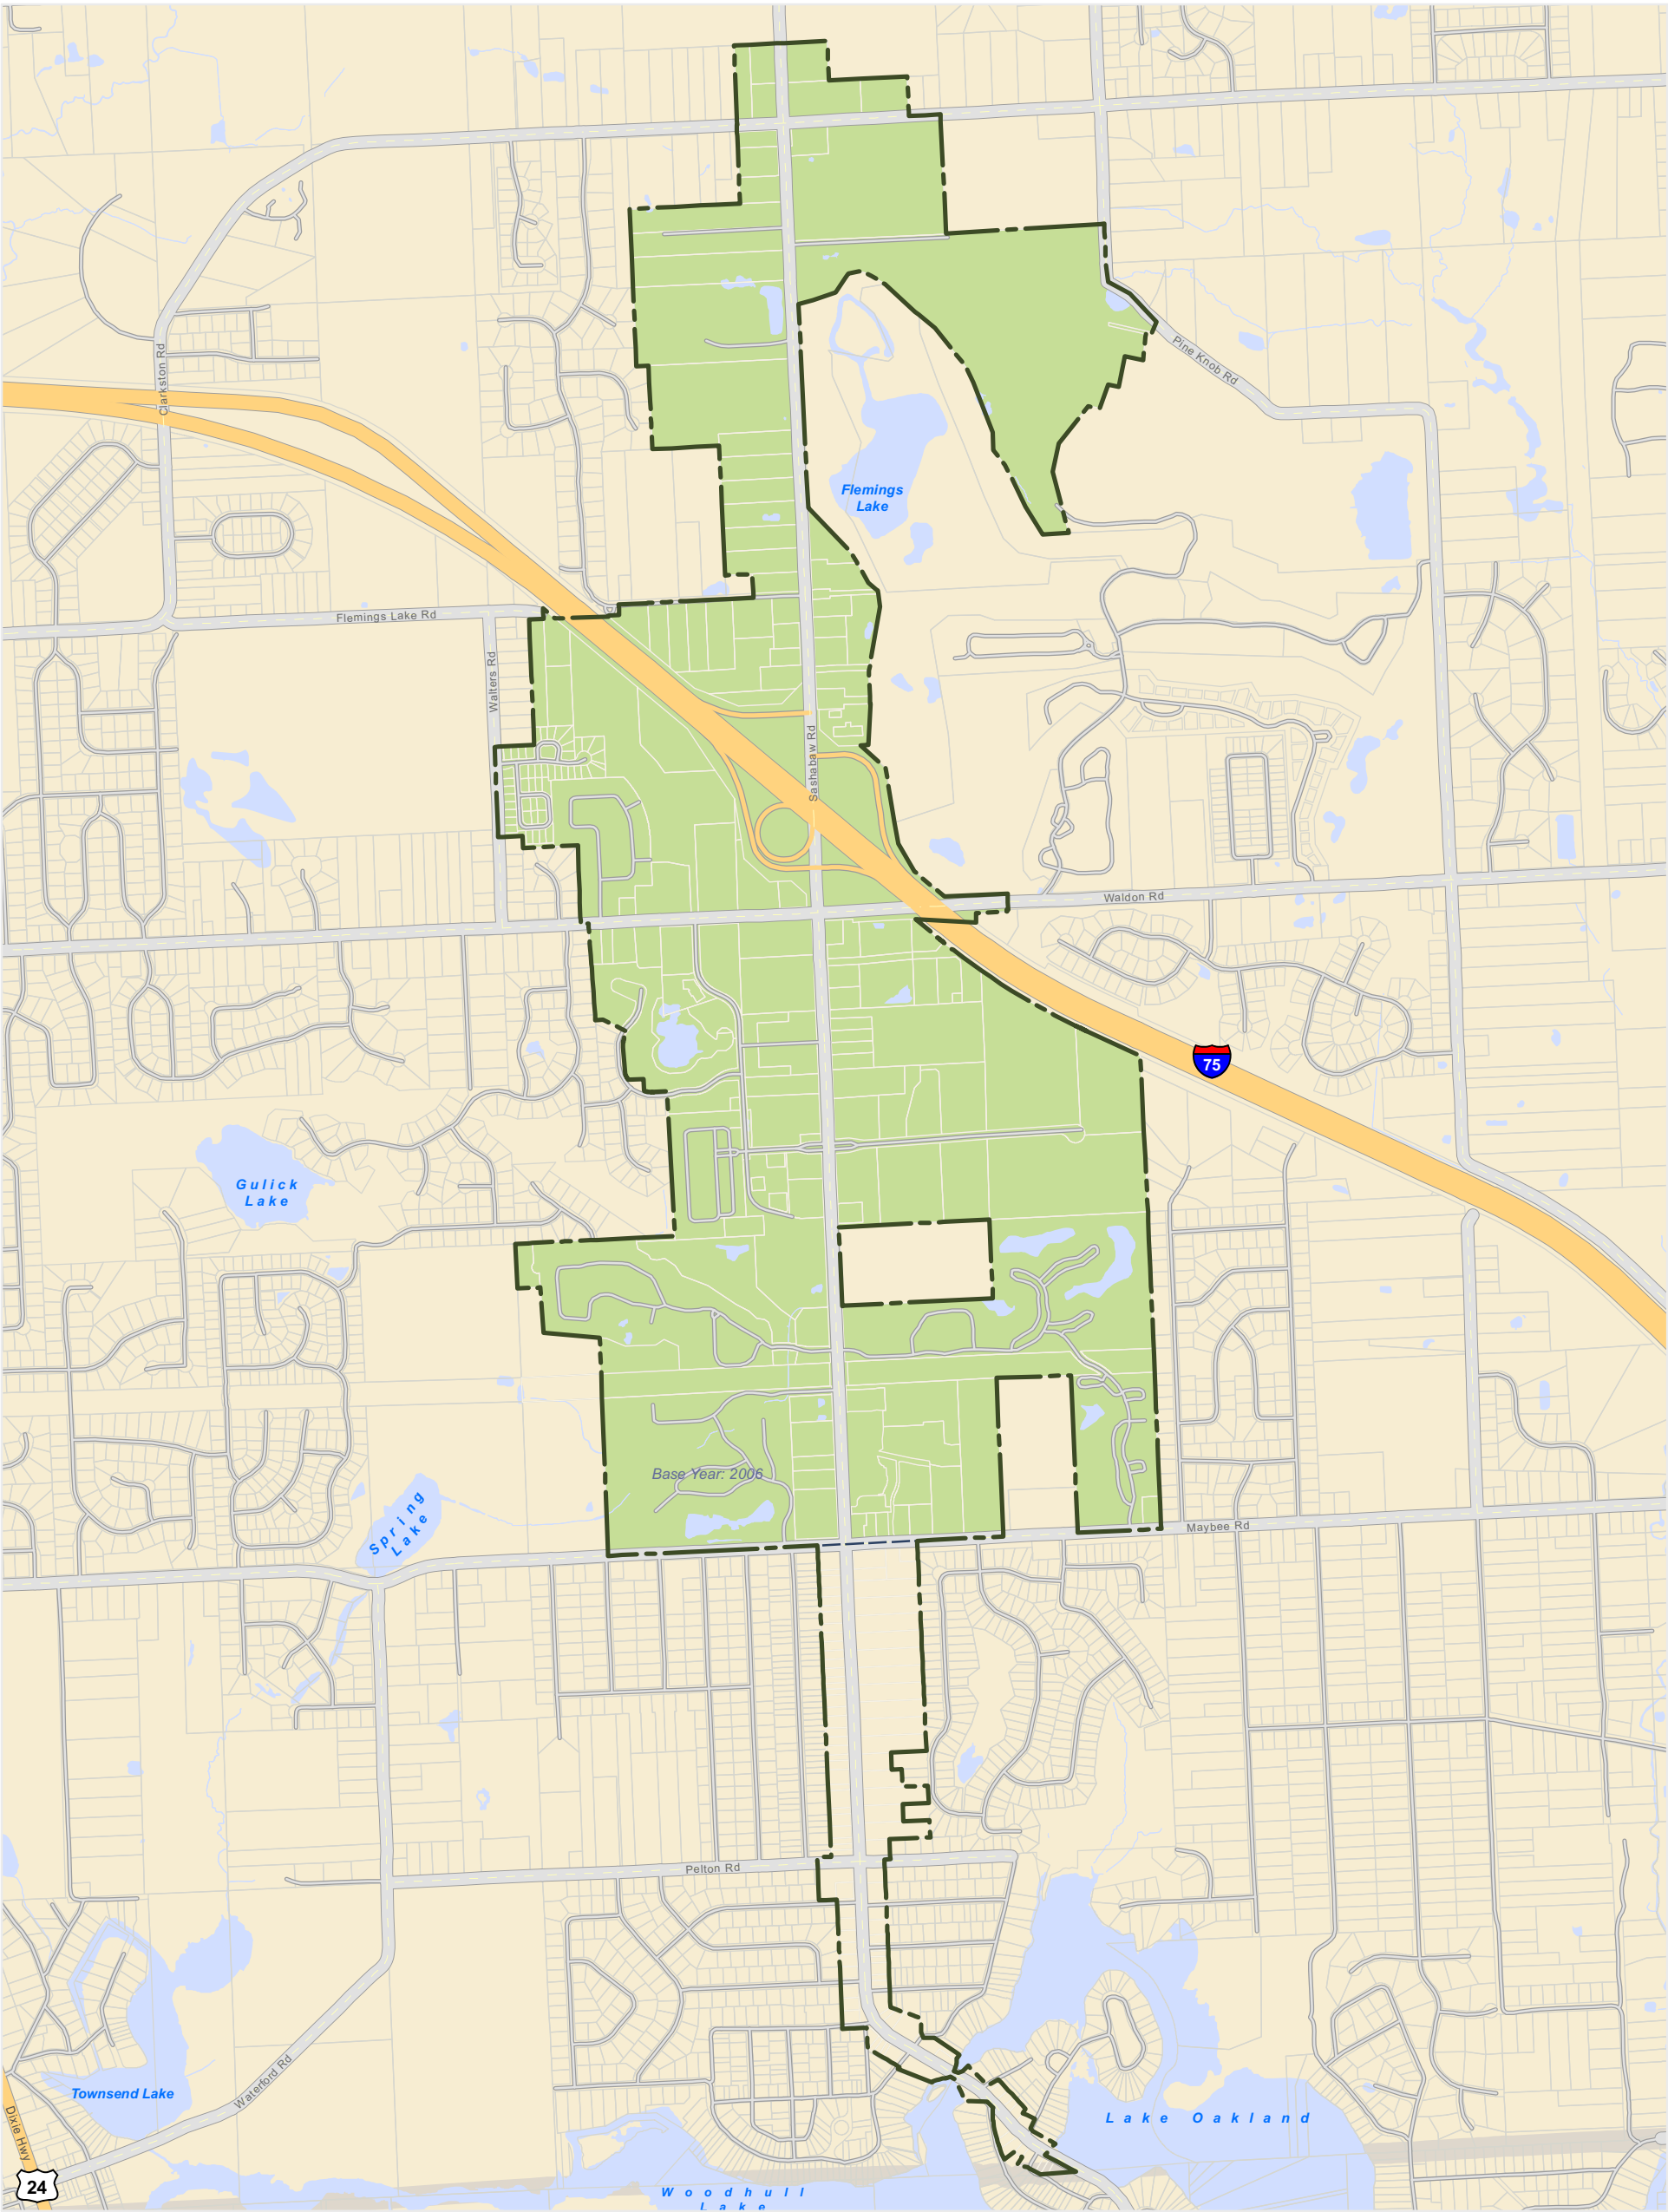 Clarkston Rd
Pine Knob Rd
Flemings
Lake
Flemings Lake Rd
Walters Rd
Sashabaw Rd
Waldon Rd
75
Gulick
Lake
Base Year: 2006
Spring
Lake
Maybee Rd
Pelton Rd
Waterford Rd
Townsend Lake
Dixie Hwy
24
Lake Oakland
Woodhull
Lake